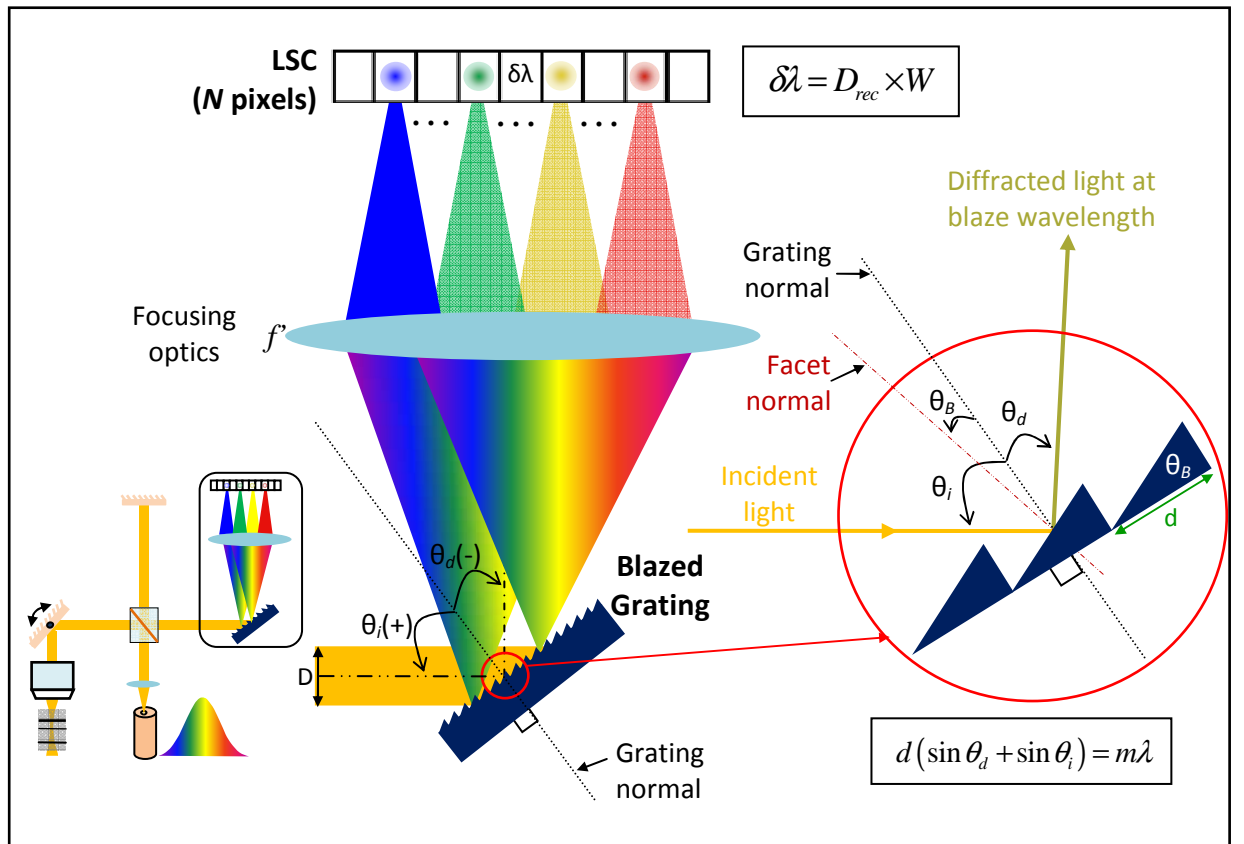 LSC
(N pixels)
δλ
δλ = D_rec × W
... ... ...
Diffracted light at
blaze wavelength
Grating
normal
Focusing
optics
f'
Facet
normal
θ_B
θ_d
θ_i
θ_B
d
Incident
light
θ_d(-)
Blazed
Grating
θ_i(+)
D
Grating
normal
d(sin θ_d + sin θ_i) = mλ